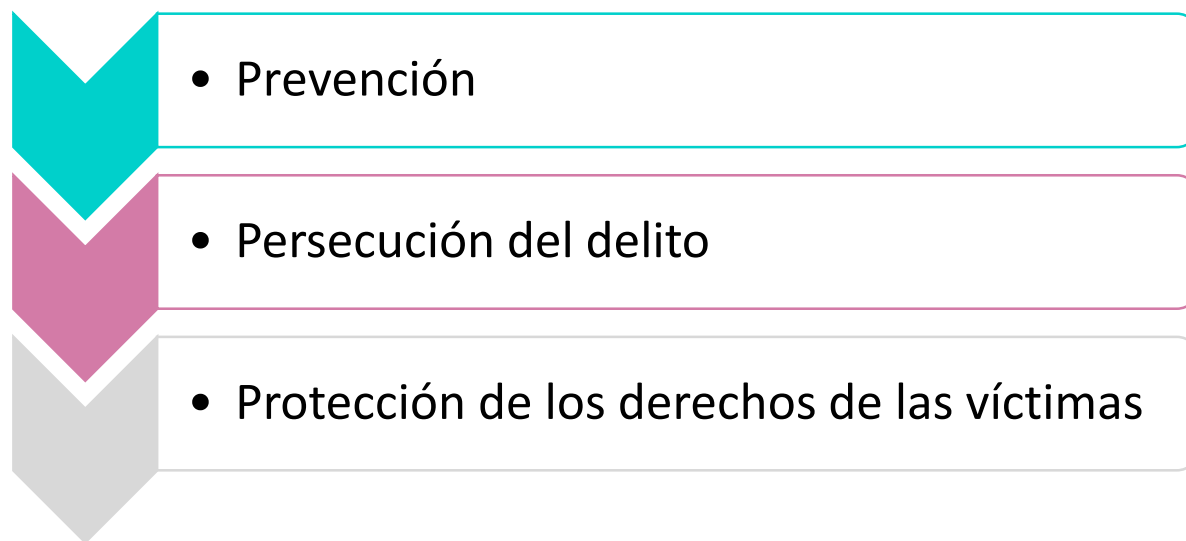 • Prevención
• Persecución del delito
• Protección de los derechos de las víctimas